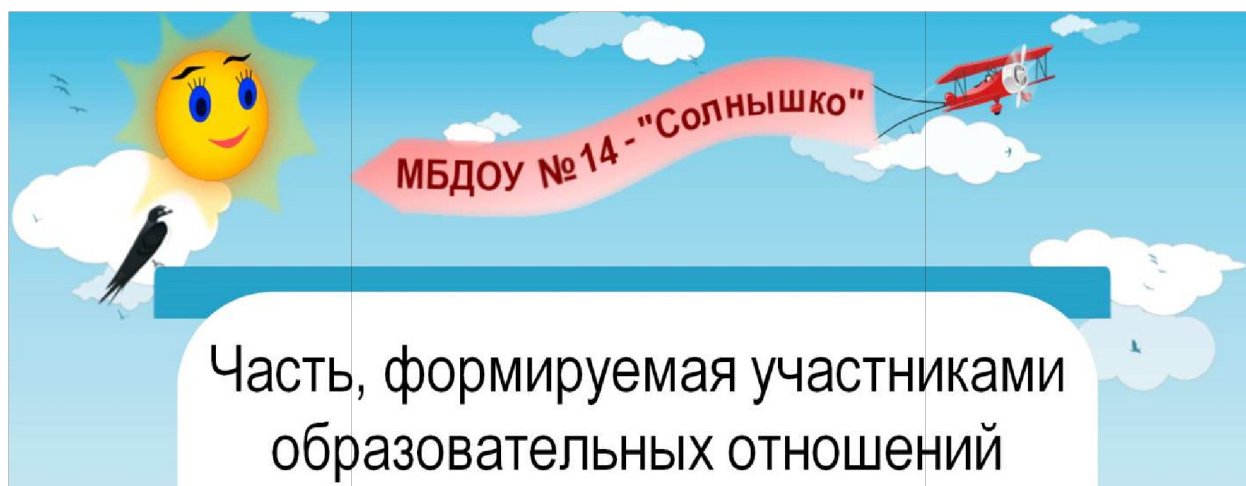 МБДОУ №14 - "Солнышко"
Часть, формируемая участниками
образовательных отношений